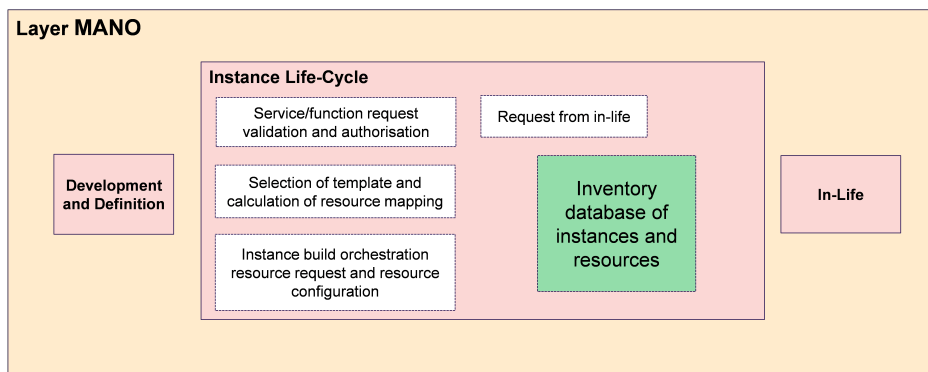 Layer MANO
Instance Life-Cycle
Service/function request
validation and authorisation
Request from in-life
Development
and Definition
Selection of template and
calculation of resource mapping
Inventory
database of
instances and
resources
In-Life
Instance build orchestration
resource request and resource
configuration